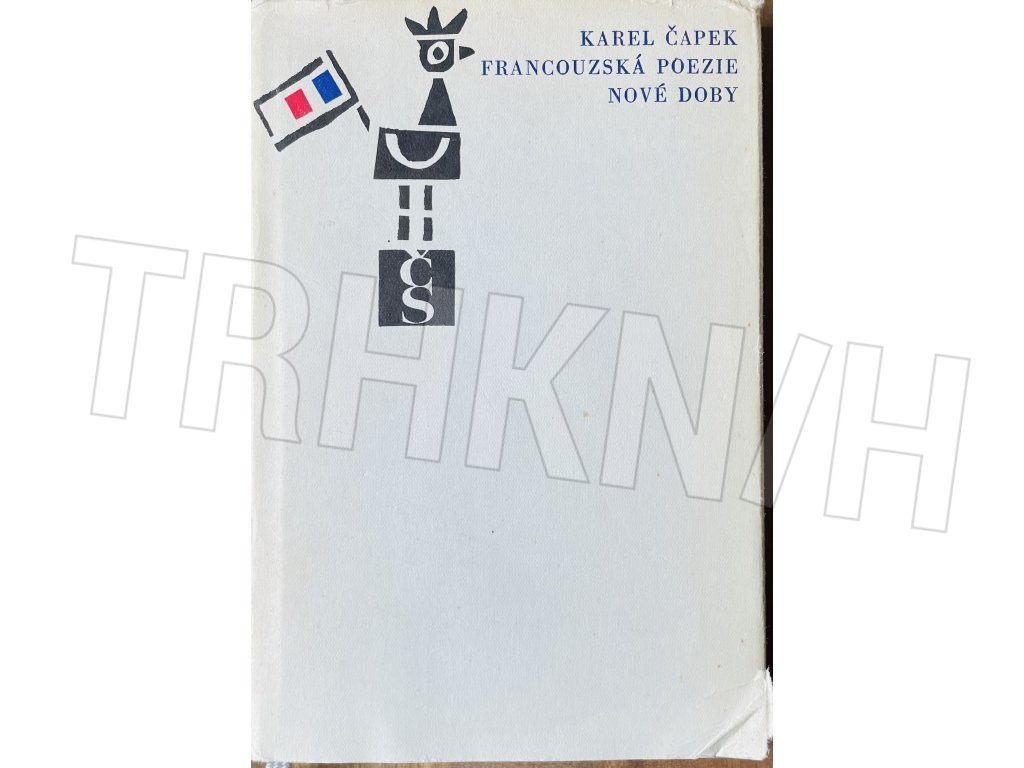 KAREL ČAPEK
FRANCOUZSKÁ POEZIE
NOVÉ DOBY
ČS
TRHKNIH